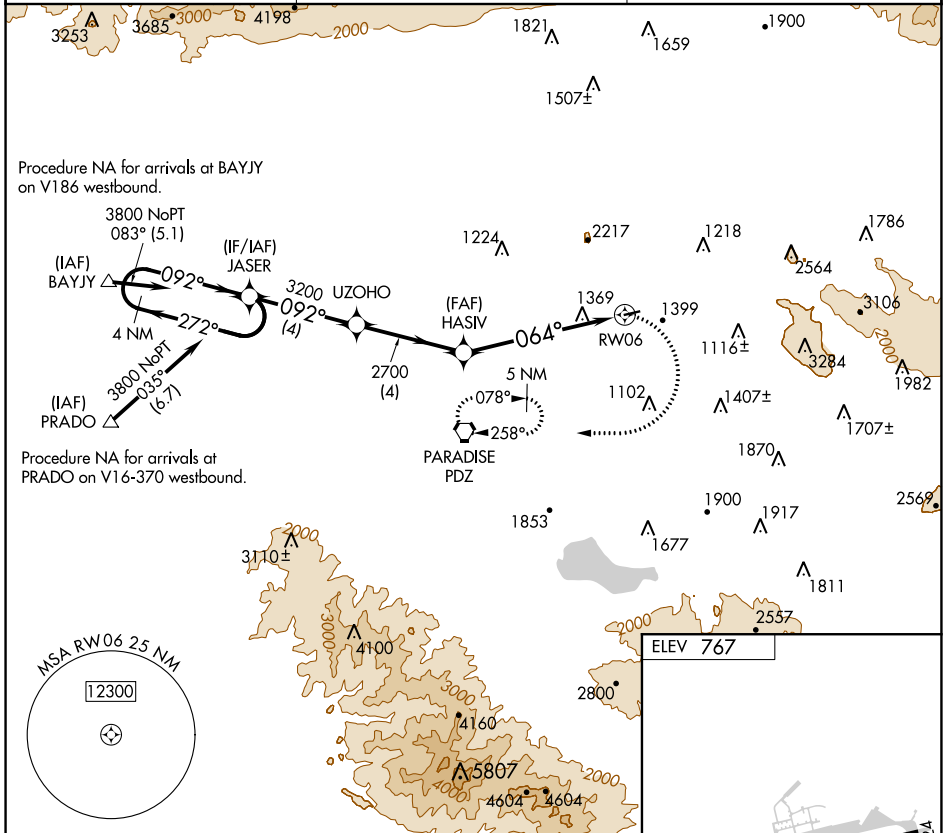 3253
3685
3000
4198
2000
1821
1659
1900
1507±
Procedure NA for arrivals at BAYJY
on V186 westbound.
3800 NoPT
083° (5.1)
(IAF)
BAYJY
092°
(IF/IAF)
JASER
3200
092°
(4)
UZOHO
272°
4 NM
3800 NoPT
035°
(6.7)
(IAF)
PRADO
Procedure NA for arrivals at
PRADO on V16-370 westbound.
2700
(4)
(FAF)
HASIV
064°
RW06
1224
2217
1369
1399
1218
2564
1786
3106
2000
3284
1116±
1982
5 NM
078°
258°
PARADISE
PDZ
1102
1407±
1707±
1870
1853
1900
1917
2569
1677
1811
2000
3110±
3000
4100
3000
4160
5807
4000
4604
4604
2000
2000
2557
2800
MSA RW06 25 NM
12300
ELEV 767